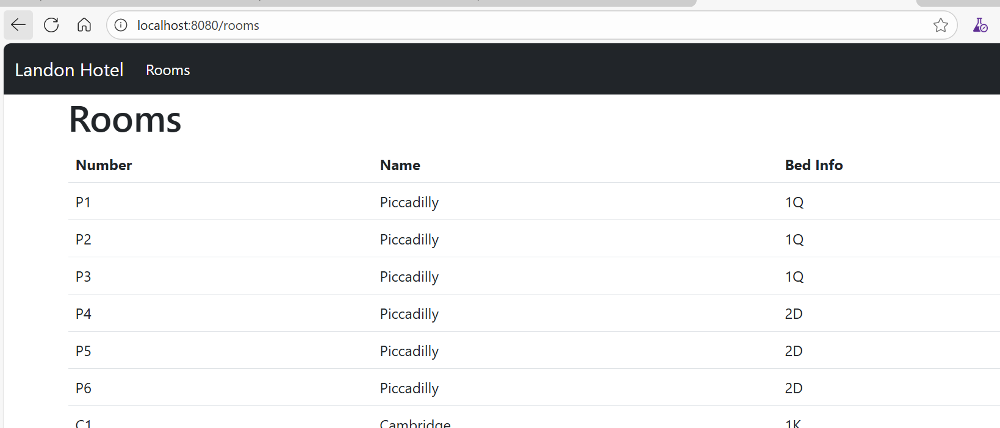 localhost:8080/rooms
Landon Hotel Rooms
Rooms
Number Name Bed Info
P1 Piccadilly 1Q
P2 Piccadilly 1Q
P3 Piccadilly 1Q
P4 Piccadilly 2D
P5 Piccadilly 2D
P6 Piccadilly 2D
C1 Cambridge 1K